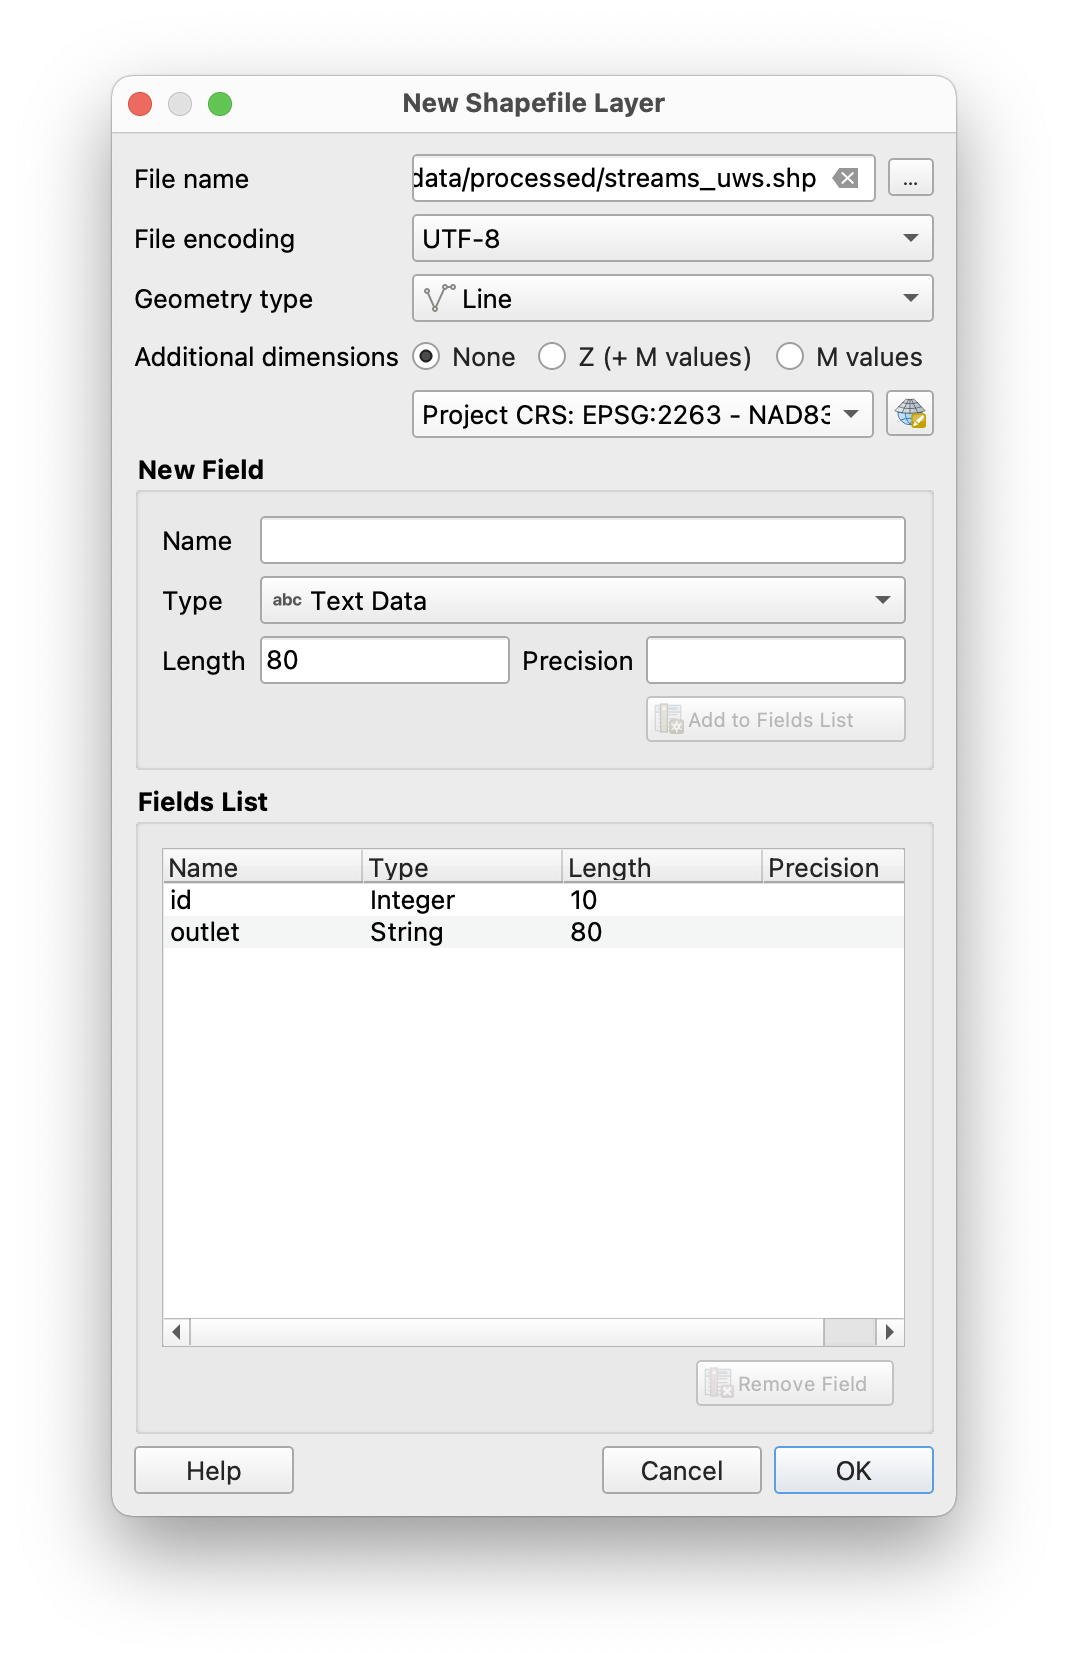 New Shapefile Layer
File name data/processed/streams_uws.shp ...
File encoding UTF-8
Geometry type Line
Additional dimensions None Z (+ M values) M values
Project CRS: EPSG:2263 - NAD83
New Field
Name
Type abc Text Data
Length 80 Precision
Add to Fields List
Fields List
Name Type Length Precision
id Integer 10
outlet String 80
Remove Field
Help Cancel OK